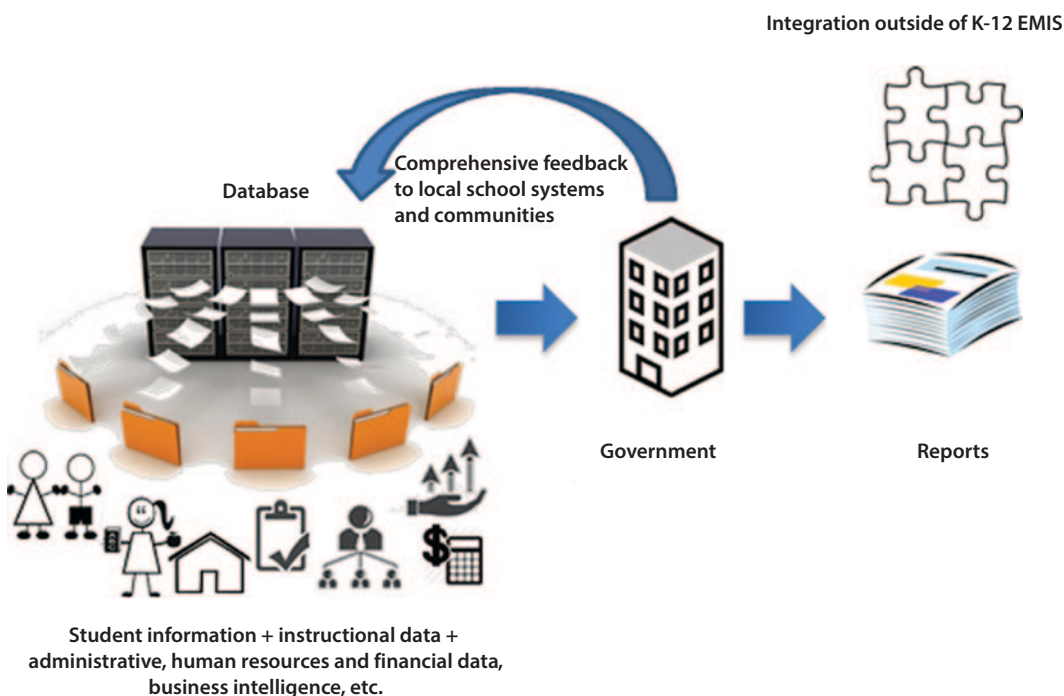 Integration outside of K-12 EMIS
Comprehensive feedback
to local school systems
and communities
Database
Government
Reports
Student information + instructional data +
administrative, human resources and financial data,
business intelligence, etc.